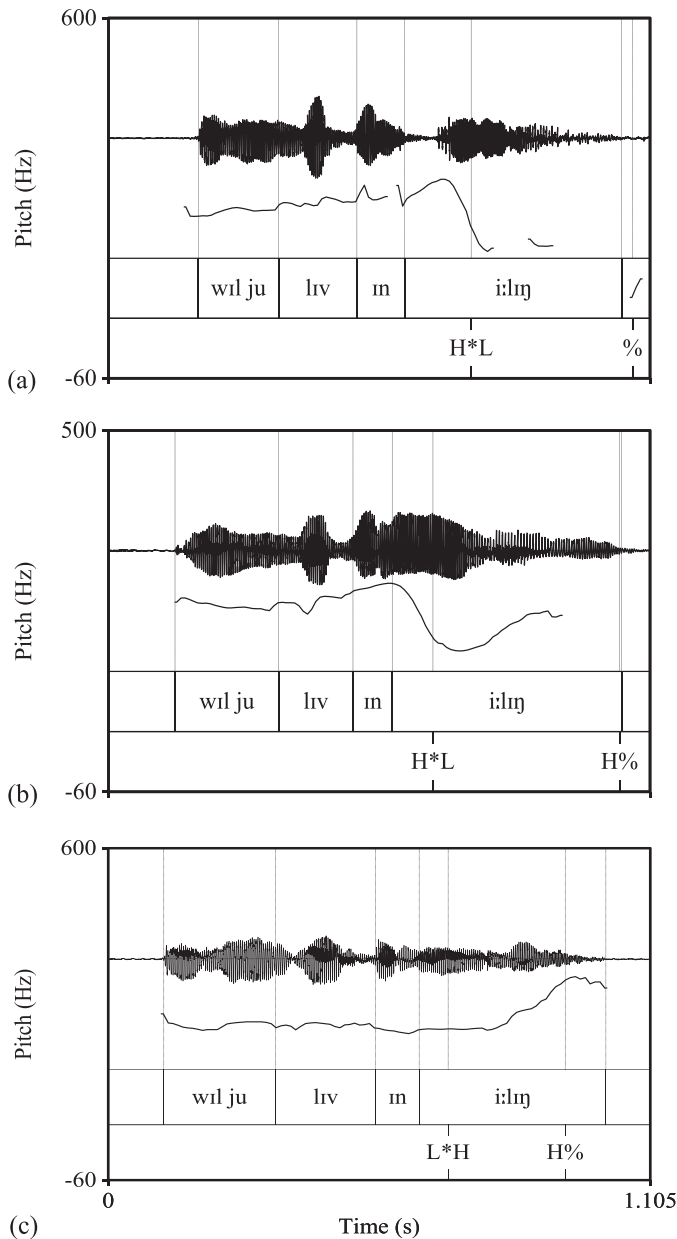 600
Pitch (Hz)
wɪl ju lɪv ɪn iːlɪŋ
H*L %
(a) -60
500
Pitch (Hz)
wɪl ju lɪv ɪn iːlɪŋ
H*L H%
(b) -60
600
Pitch (Hz)
wɪl ju lɪv ɪn iːlɪŋ
L*H H%
-60
0 1.105
(c) Time (s)